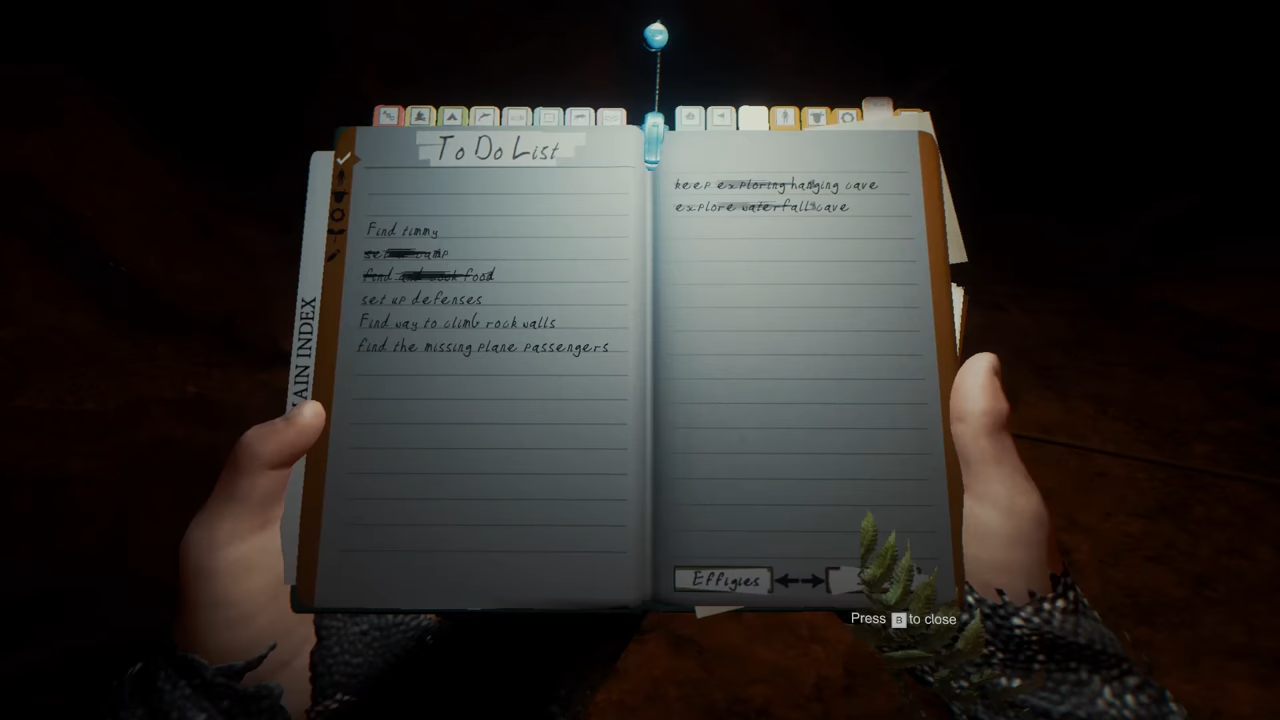 To Do List
Find timmy
set up camp
find and cook food
set up defenses
Find way to climb rock walls
find the missing plane passengers
keep exploring hanging cave
explore waterfall cave
AIN INDEX
Effigies
Press B to close